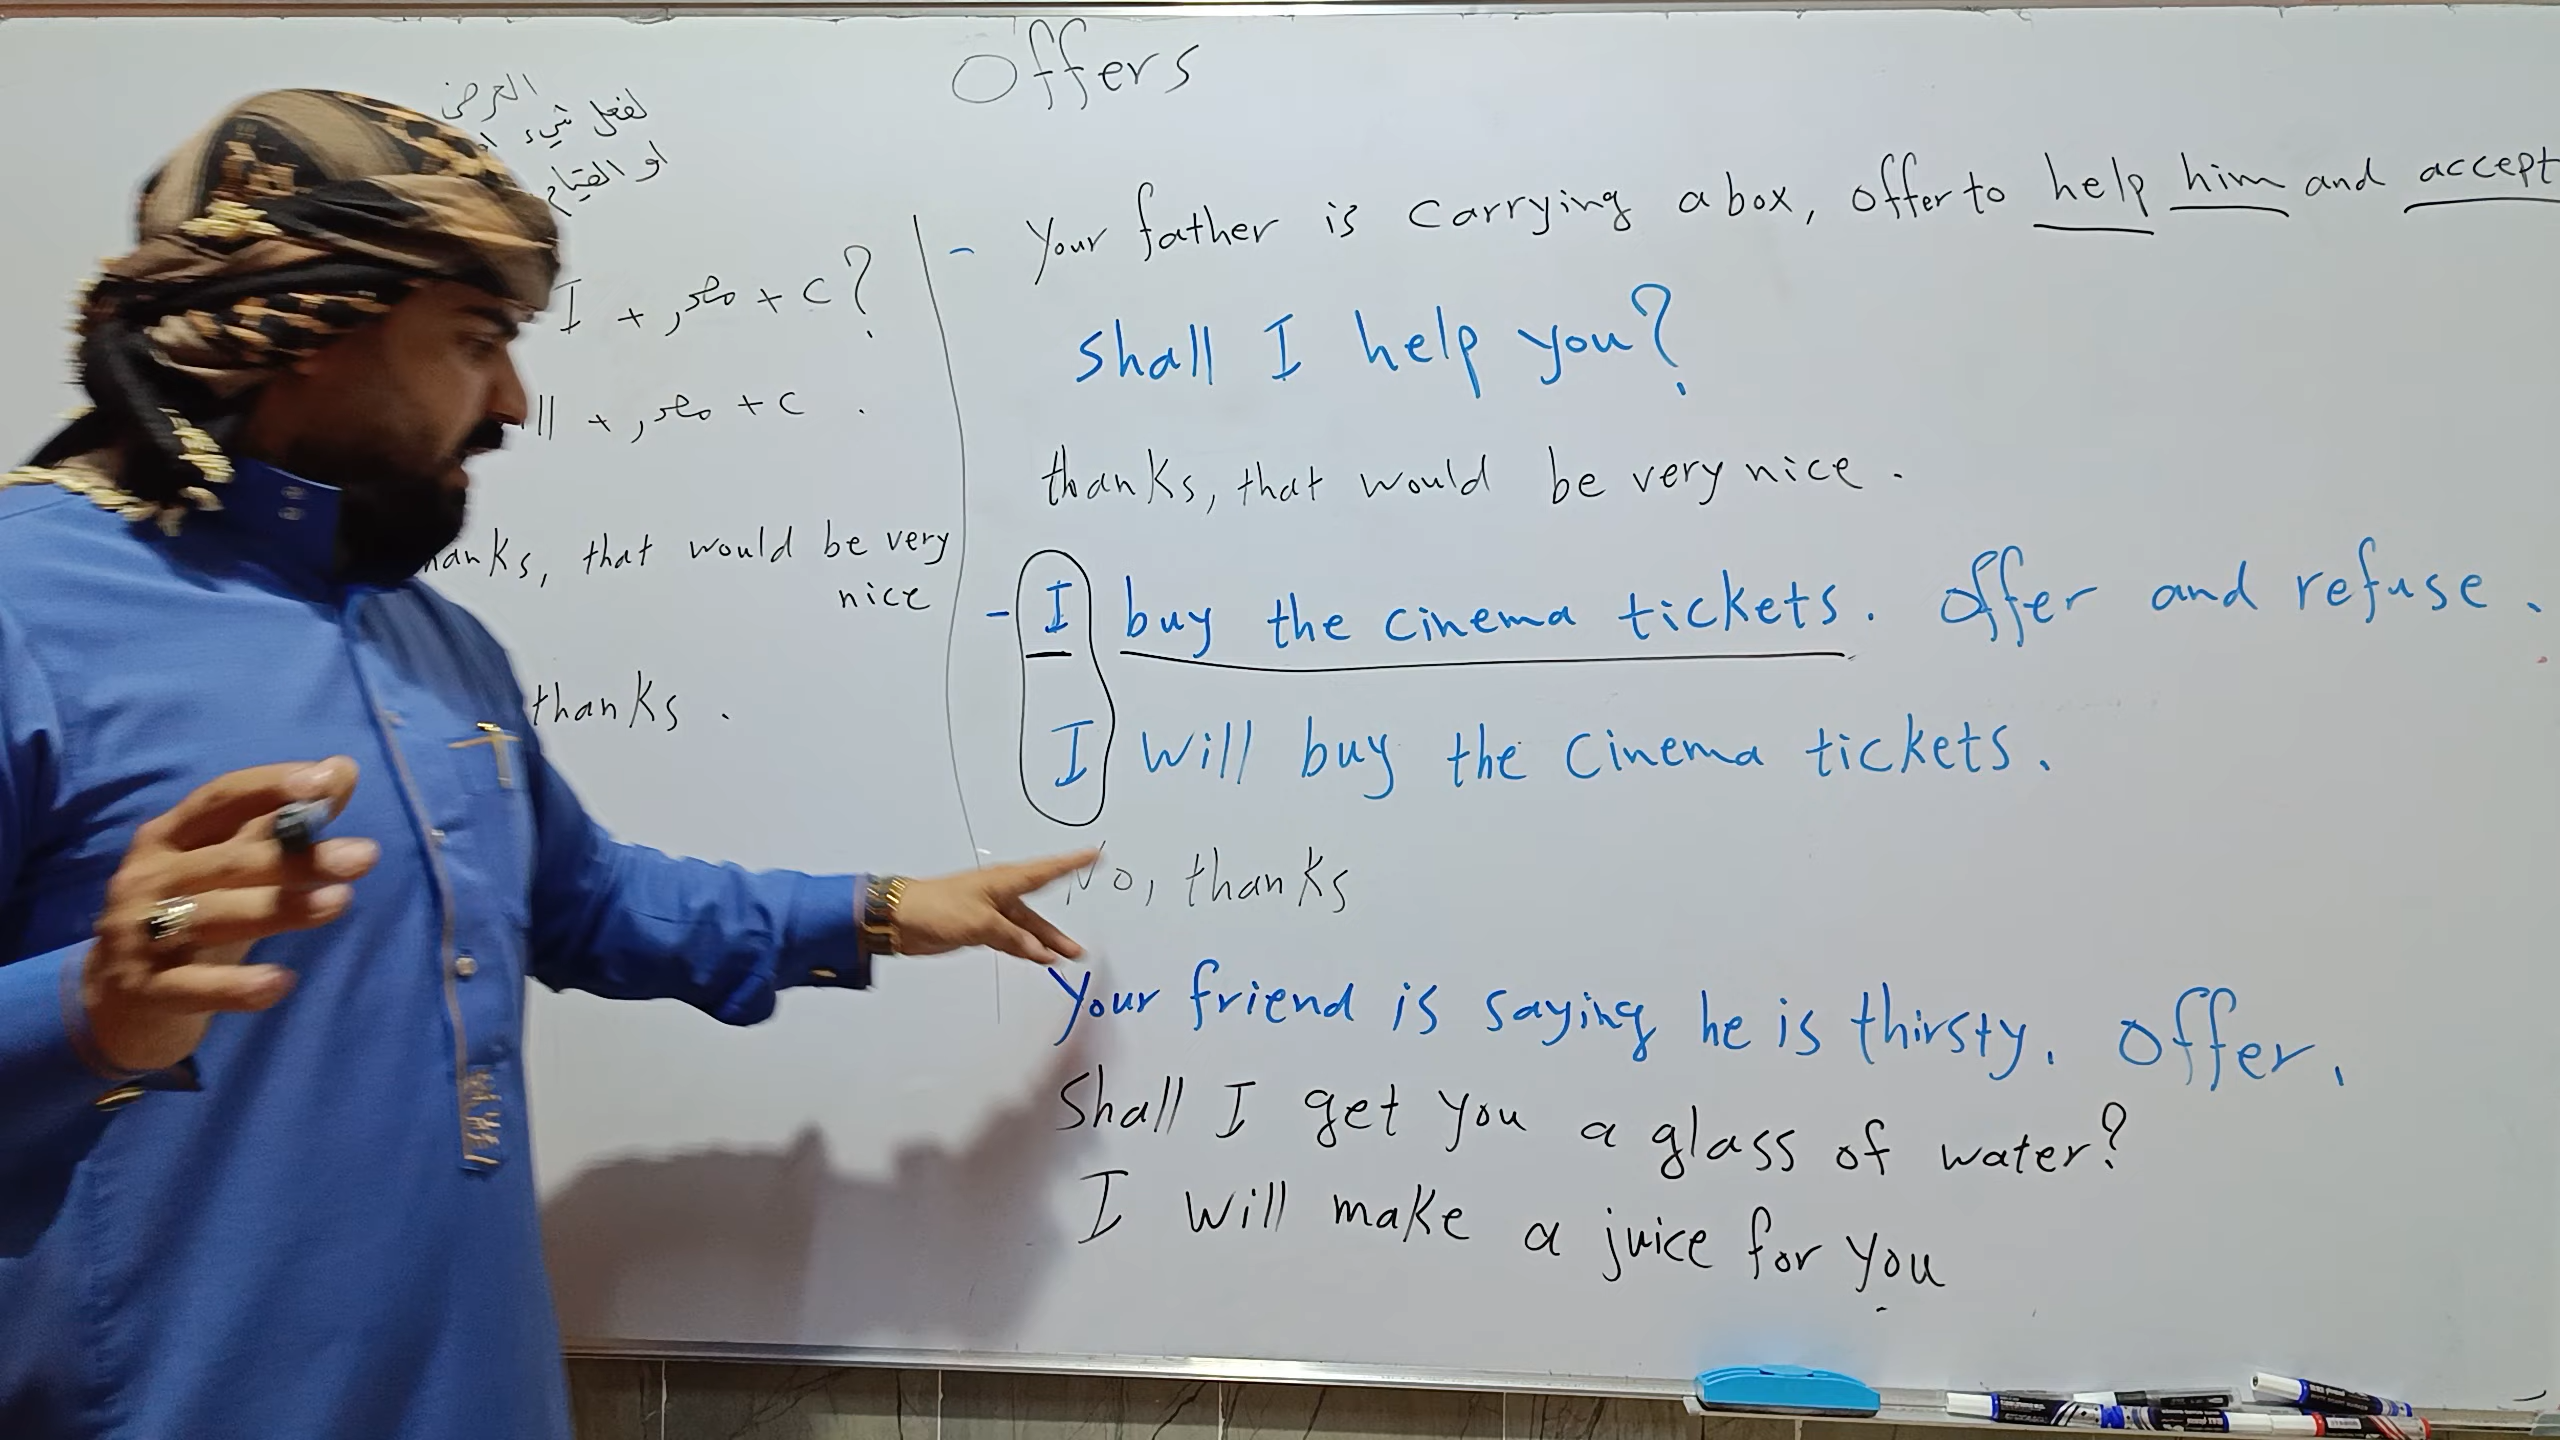 Offers
العرض
لفعل شيء
او القيام
I + مصدر + c?
ll + مصدر + c .
hanks, that would be very
nice
thanks .
- Your father is carrying a box, offer to help him and accept
Shall I help you?
thanks, that would be very nice .
- I buy the cinema tickets. Offer and refuse .
I will buy the cinema tickets .
No, thanks
Your friend is saying he is thirsty. Offer.
Shall I get you a glass of water?
I will make a juice for you